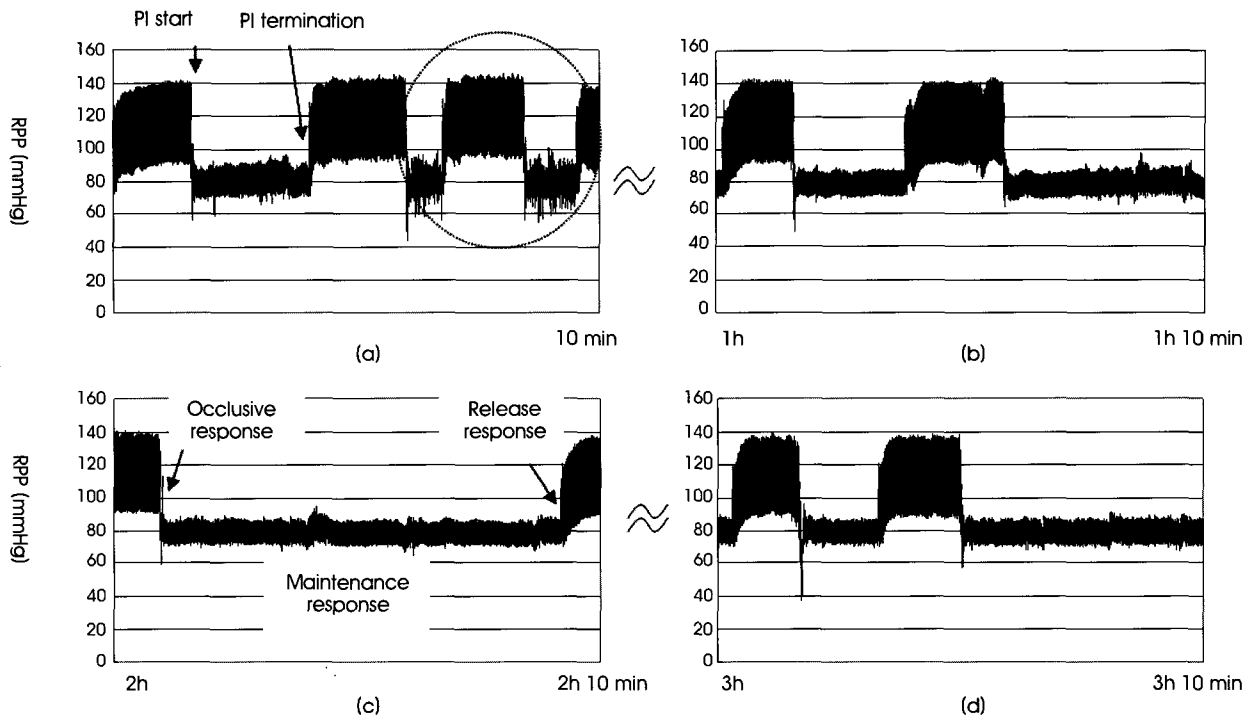 PI start
PI termination
RPP (mmHg)
160
140
120
100
80
60
40
20
0
10 min
(a)
160
140
120
100
80
60
40
20
0
1h
1h 10 min
(b)
RPP (mmHg)
160
140
120
100
80
60
40
20
0
Occlusive
response
Release
response
Maintenance
response
2h
2h 10 min
(c)
160
140
120
100
80
60
40
20
0
3h
3h 10 min
(d)